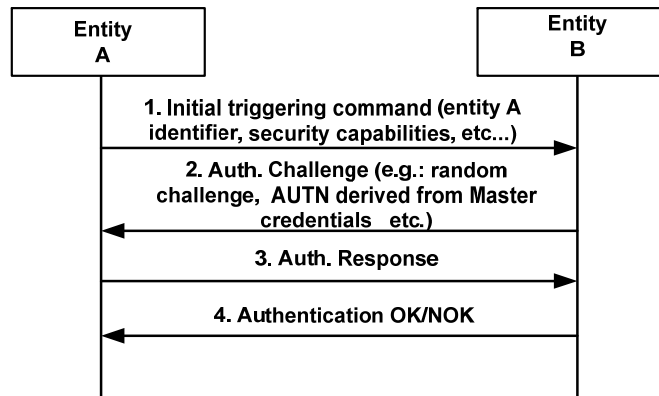 Entity
A
Entity
B
1. Initial triggering command (entity A
identifier, security capabilities, etc...)
2. Auth. Challenge (e.g.: random
challenge, AUTN derived from Master
credentials etc.)
3. Auth. Response
4. Authentication OK/NOK